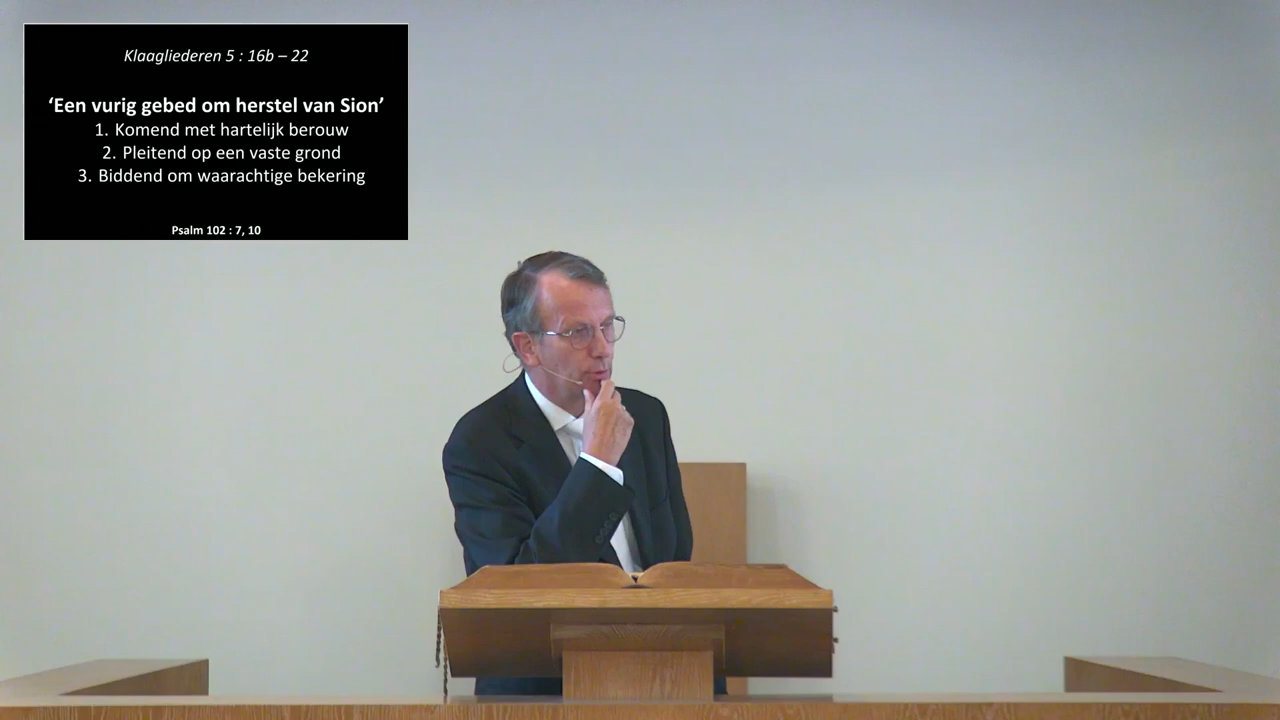 Klaagliederen 5 : 16b – 22
‘Een vurig gebed om herstel van Sion’
1. Komend met hartelijk berouw
2. Pleitend op een vaste grond
3. Biddend om waarachtige bekering
Psalm 102 : 7, 10